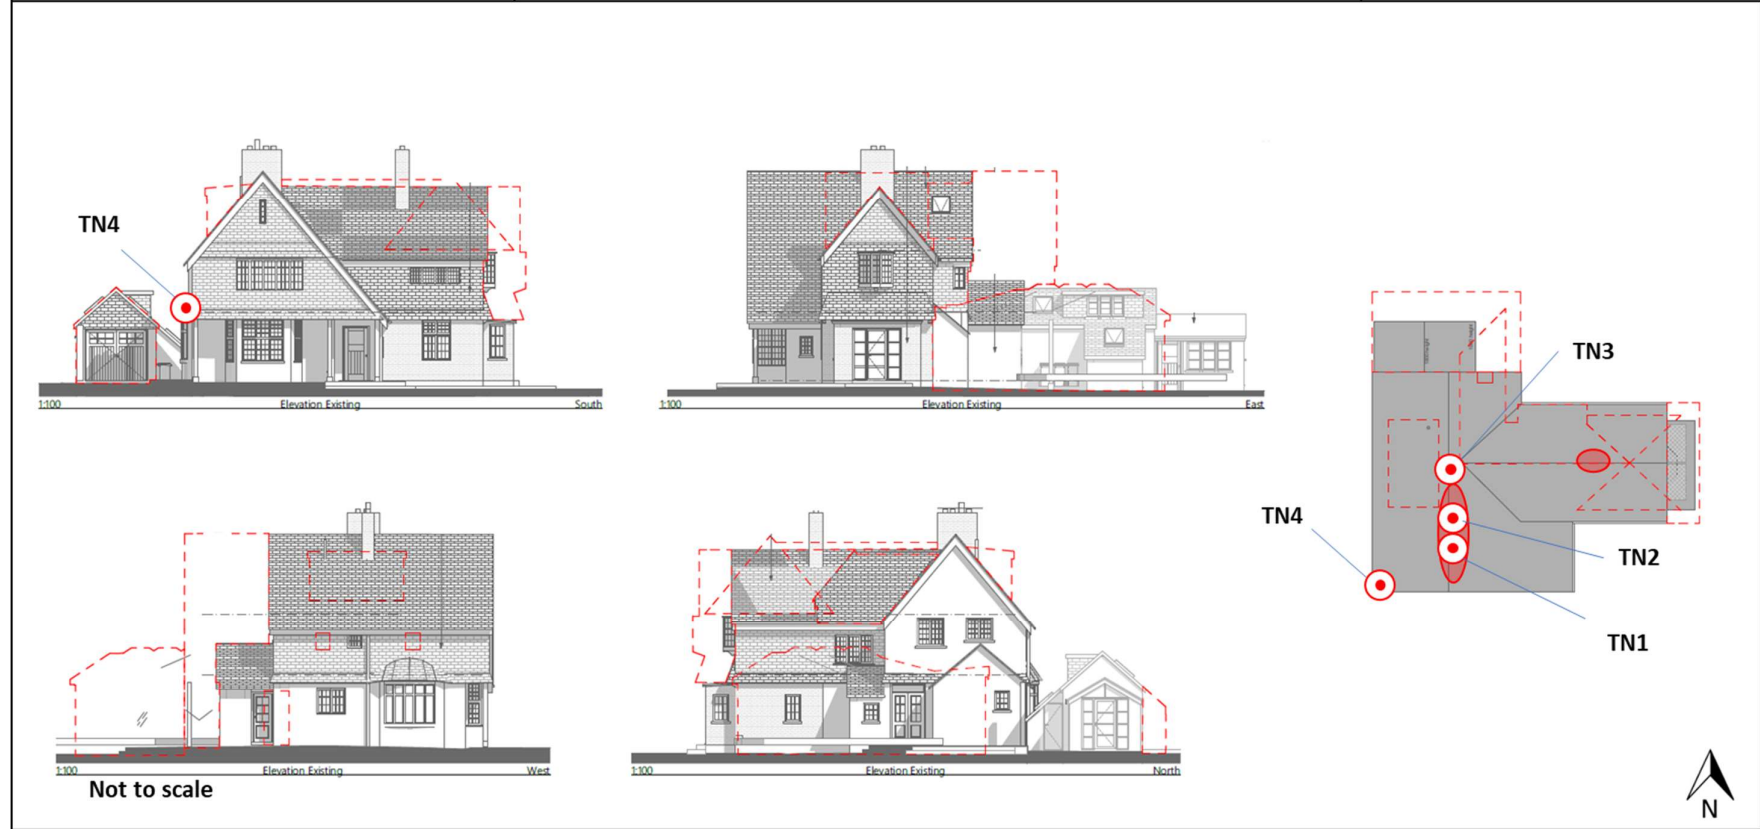 TN4
1:100 Elevation Existing South
1:100 Elevation Existing East
TN3
TN4
TN2
TN1
1:100 Elevation Existing West
Not to scale
1:100 Elevation Existing North
N